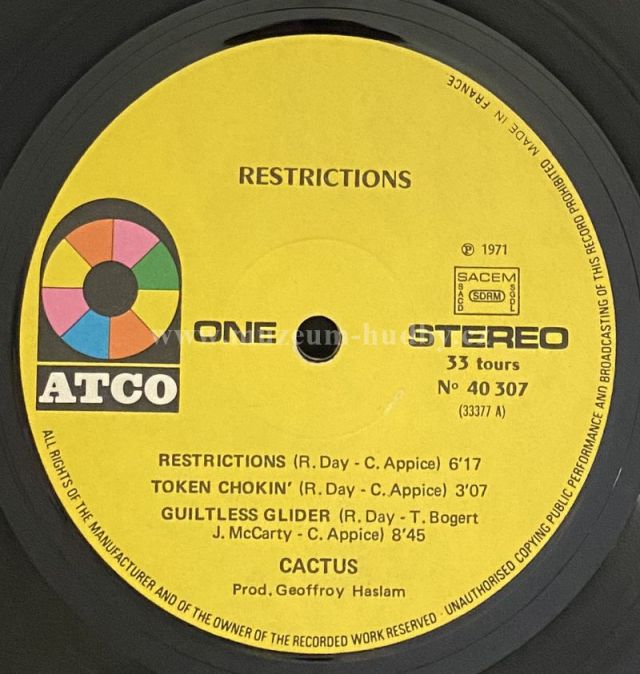 MADE IN FRANCE
RESTRICTIONS
℗ 1971
SACEM
SACD
SDRM
SGDL
ONE
STEREO
33 tours
Nº 40 307
(33377 A)
ATCO
RESTRICTIONS (R. Day - C. Appice) 6'17
TOKEN CHOKIN' (R. Day - C. Appice) 3'07
GUILTLESS GLIDER (R. Day - T. Bogert
J. McCarty - C. Appice) 8'45
CACTUS
Prod. Geoffroy Haslam
ALL RIGHTS OF THE MANUFACTURER AND OF THE OWNER OF THE RECORDED WORK RESERVED - UNAUTHORISED COPYING PUBLIC PERFORMANCE AND BROADCASTING OF THIS RECORD PROHIBITED